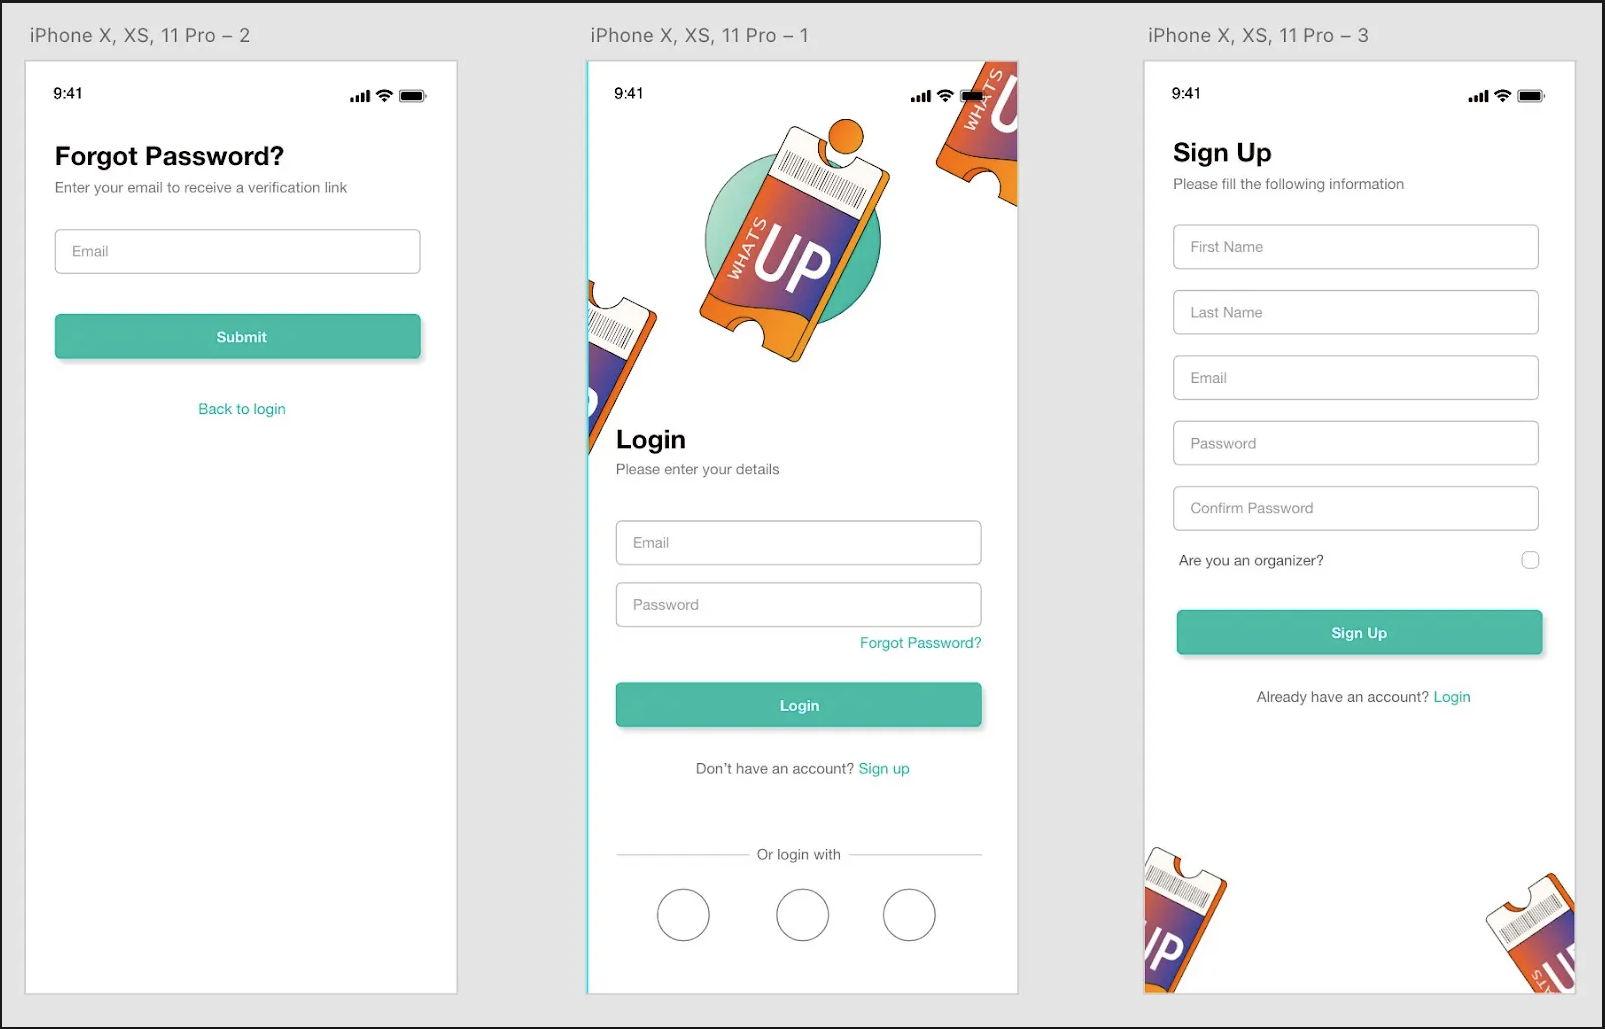 iPhone X, XS, 11 Pro – 2
9:41
Forgot Password?
Enter your email to receive a verification link
Email
Submit
Back to login
iPhone X, XS, 11 Pro – 1
9:41
WHATS
U
WHATS
UP
Login
Please enter your details
Email
Password
Forgot Password?
Login
Don't have an account? Sign up
Or login with
iPhone X, XS, 11 Pro – 3
9:41
Sign Up
Please fill the following information
First Name
Last Name
Email
Password
Confirm Password
Are you an organizer?
Sign Up
Already have an account? Login
UP
WHATS
UP